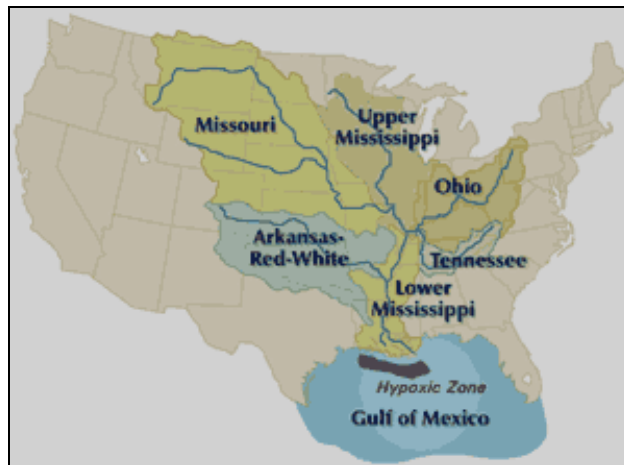 Missouri
Upper
Mississippi
Ohio
Arkansas-
Red-White
Tennessee
Lower
Mississippi
Hypoxic Zone
Gulf of Mexico